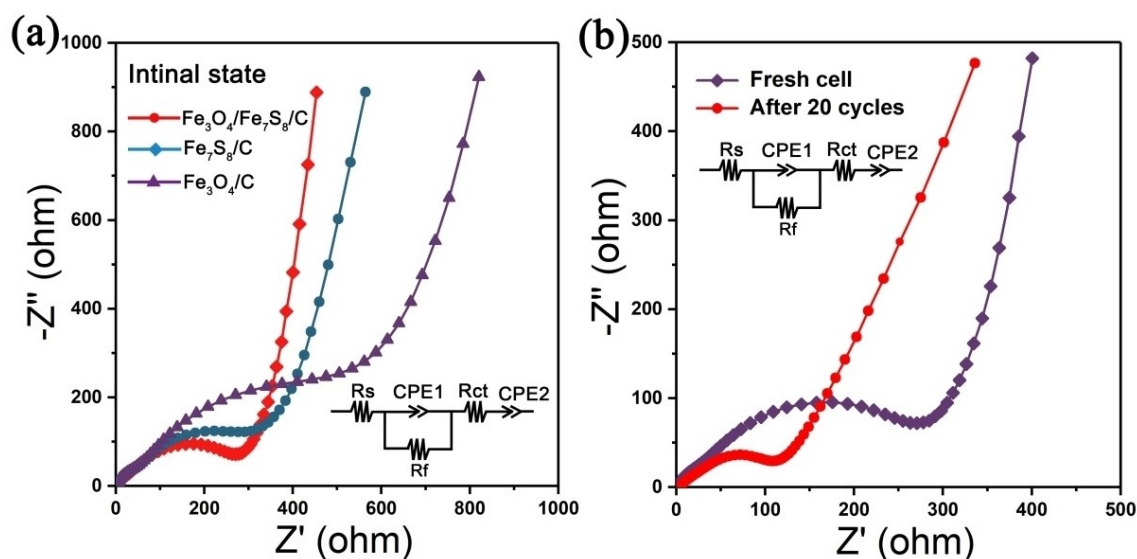 (a)
1000
800
600
400
200
0
-Z" (ohm)
Intinal state
Fe₃O₄/Fe₇S₈/C
Fe₇S₈/C
Fe₃O₄/C
Rs CPE1 Rct CPE2
Rf
0 200 400 600 800 1000
Z' (ohm)
(b)
500
400
300
200
100
0
-Z" (ohm)
Fresh cell
After 20 cycles
Rs CPE1 Rct CPE2
Rf
0 100 200 300 400 500
Z' (ohm)